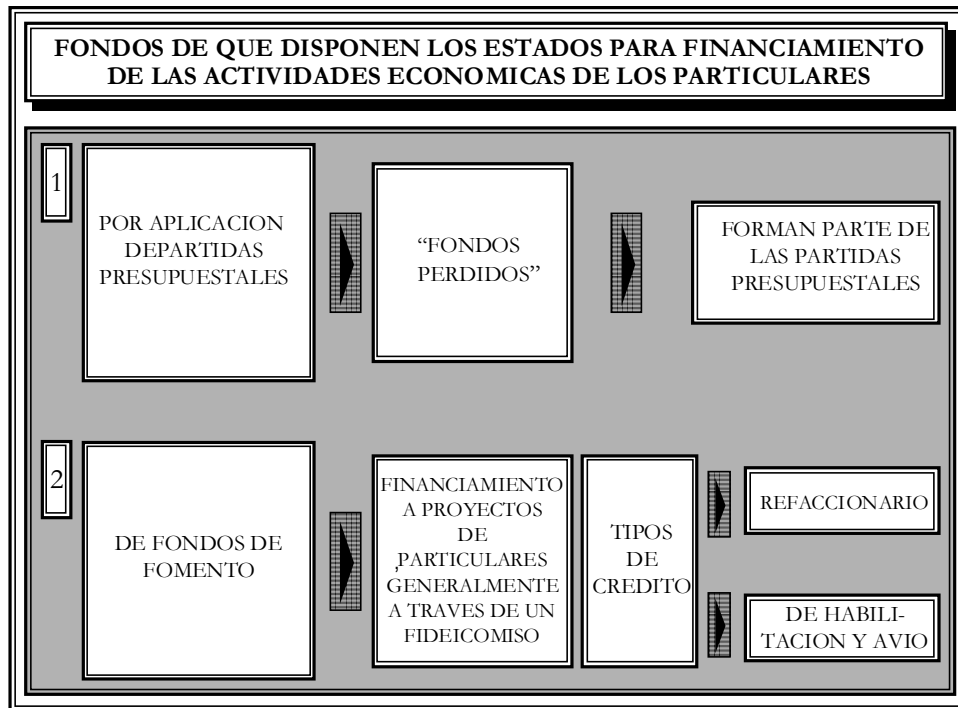 FONDOS DE QUE DISPONEN LOS ESTADOS PARA FINANCIAMIENTO
DE LAS ACTIVIDADES ECONOMICAS DE LOS PARTICULARES
1
POR APLICACION
DEPARTIDAS
PRESUPUESTALES
“FONDOS
PERDIDOS”
FORMAN PARTE DE
LAS PARTIDAS
PRESUPUESTALES
2
DE FONDOS DE
FOMENTO
FINANCIAMIENTO
A PROYECTOS
DE
,PARTICULARES
GENERALMENTE
A TRAVES DE UN
FIDEICOMISO
TIPOS
DE
CREDITO
REFACCIONARIO
DE HABILI-
TACION Y AVIO